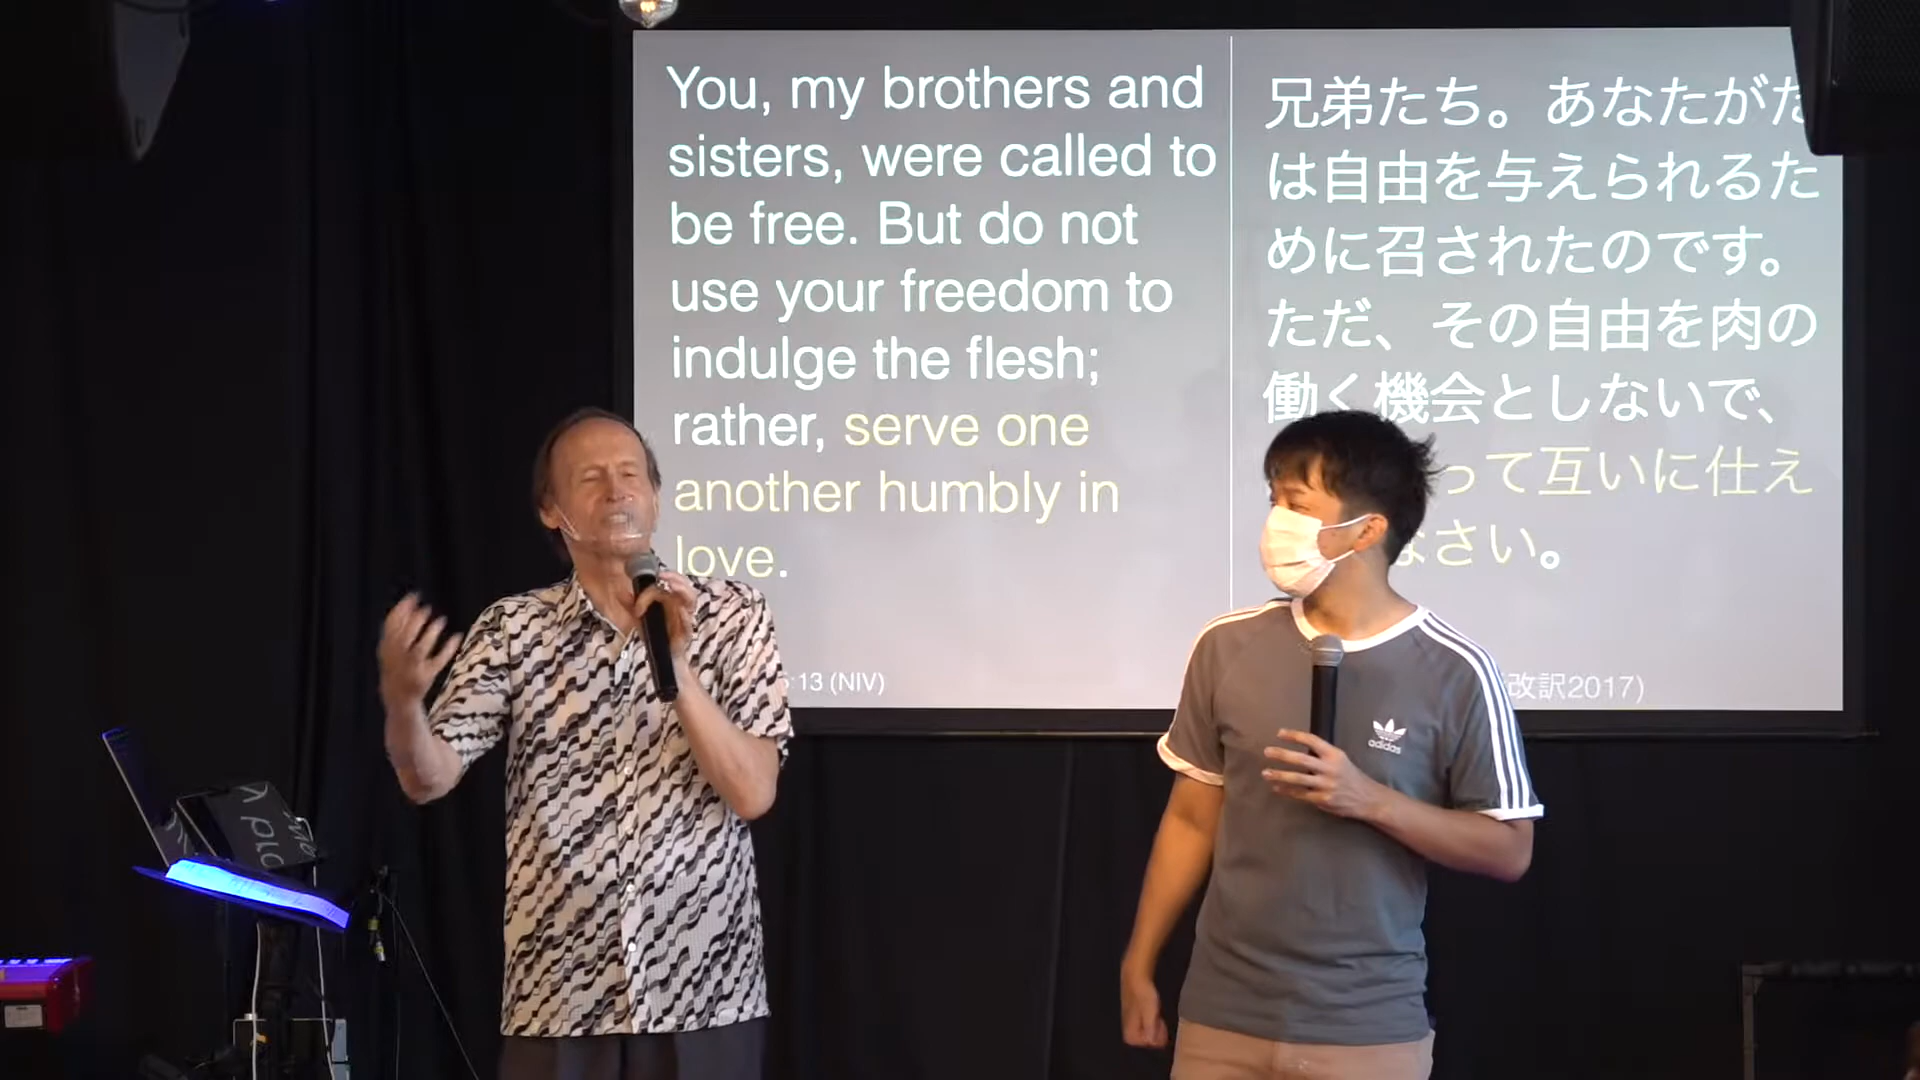 You, my brothers and
sisters, were called to
be free. But do not
use your freedom to
indulge the flesh;
rather, serve one
another humbly in
love.
:13 (NIV)
兄弟たち。あなたがた
は自由を与えられるた
めに召されたのです。
ただ、その自由を肉の
働く機会としないで、
って互いに仕え
なさい。
改訳2017)
adidas